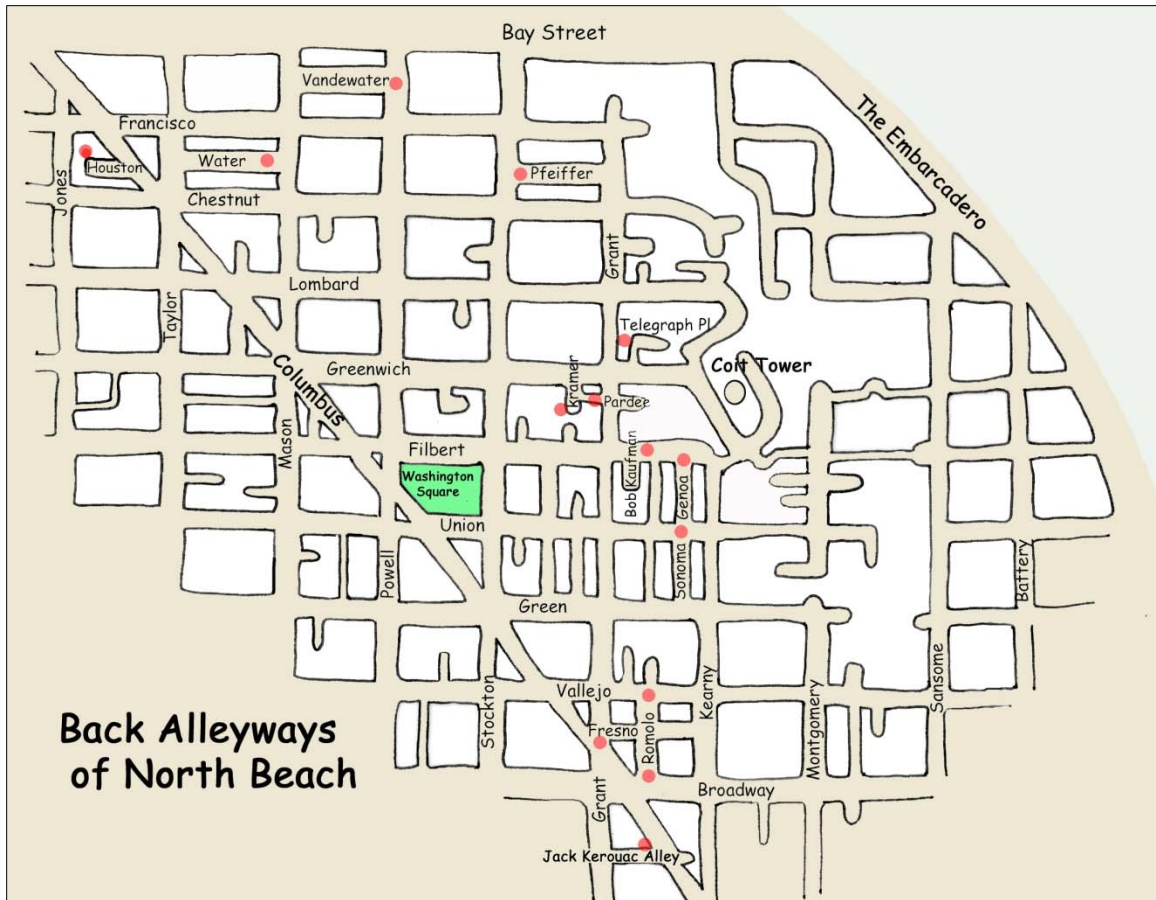 Bay Street
Vandewater
Francisco
The Embarcadero
Water
Houston
Pfeiffer
Jones
Chestnut
Grant
Lombard
Taylor
Telegraph Pl
Greenwich
Coit Tower
Columbus
Kramer
Pardee
Mason
Filbert
Bob Kaufman
Washington
Square
Genoa
Union
Powell
Sonoma
Battery
Green
Stockton
Vallejo
Kearny
Montgomery
Sansome
Back Alleyways
of North Beach
Fresno
Romolo
Grant
Broadway
Jack Kerouac Alley